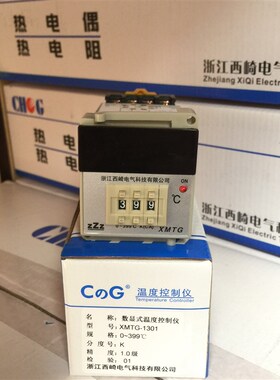 热电偶
热电阻
CHOG
浙江西崎电气
Zhejiang XiQi Electric
浙江西崎电气科技有限公司
ON
399
℃
zZz
XMTG
CnG
温度控制仪
Temperature Controller
名 称：数显式温度控制仪
型 号：XMTG-1301
规 格：0~399℃
分 号：K
精 度：1.0级
检 验：01
浙江西崎电气科技有限公司